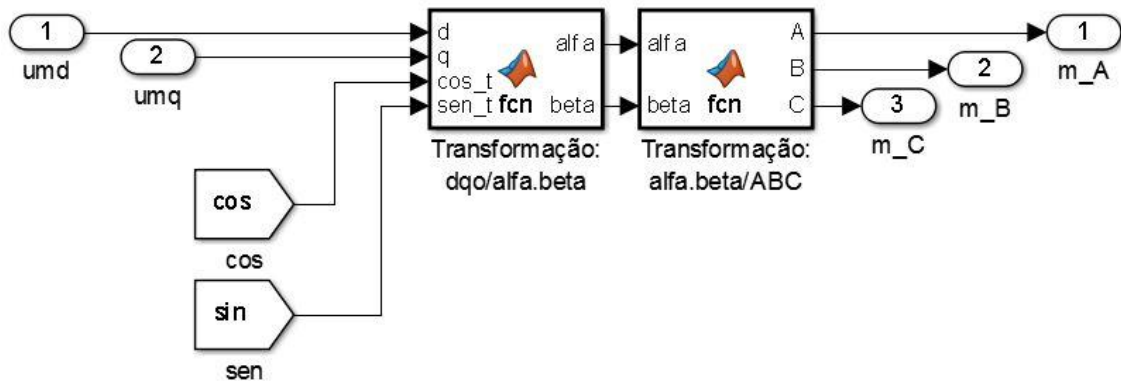 1
umd
2
umq
d
q
cos_t
sen_t
fcn
alfa
beta
Transformação:
dqo/alfa.beta
alfa
beta
fcn
A
B
C
Transformação:
alfa.beta/ABC
1
m_A
2
m_B
3
m_C
cos
cos
sin
sen